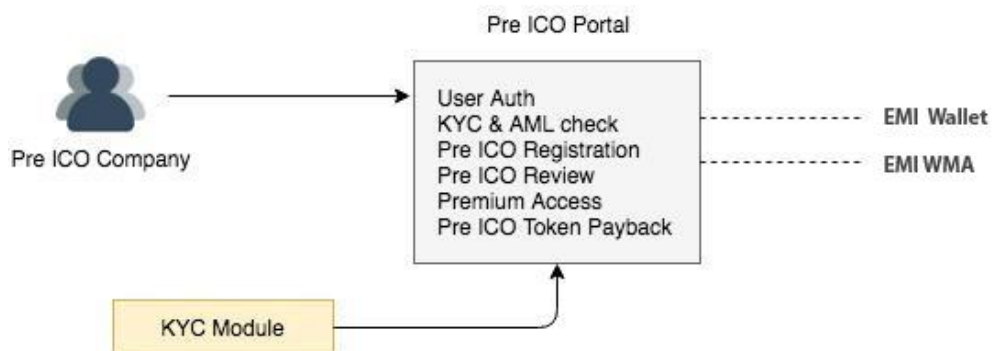 Pre ICO Portal
Pre ICO Company
User Auth
KYC & AML check
Pre ICO Registration
Pre ICO Review
Premium Access
Pre ICO Token Payback
EMI Wallet
EMI WMA
KYC Module